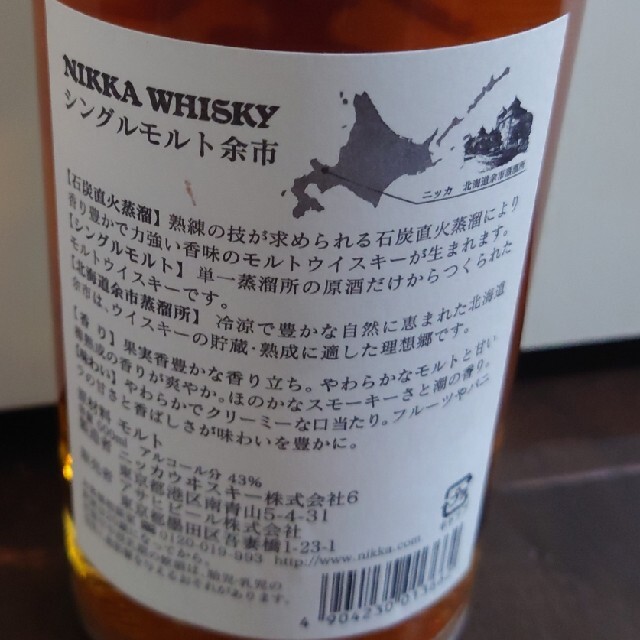 NIKKA WHISKY
シングルモルト余市
ニッカ 北海道余市蒸溜所
【石炭直火蒸溜】熟練の技が求められる石炭直火蒸溜により
香り豊かで力強い香味のモルトウイスキーが生まれます。
【シングルモルト】単一蒸溜所の原酒だけからつくられた
モルトウイスキーです。
【北海道余市蒸溜所】冷涼で豊かな自然に恵まれた北海道
余市は、ウイスキーの貯蔵・熟成に適した理想郷です。
【香り】果実香豊かな香り立ち。やわらかなモルトと甘い
の香りが爽やか。ほのかなスモーキーさと潮の香り。
【味わい】やわらかでクリーミーな口当たり。フルーツやバニ
ラの甘さと香ばしさが味わいを豊かに。
原材料 モルト
アルコール分 43%
ニッカウヰスキー株式会社6
東京都港区南青山5-4-31
アサヒビール株式会社
東京都墨田区吾妻橋1-23-1
0120-019-993 http://www.nikka.com
なってから。